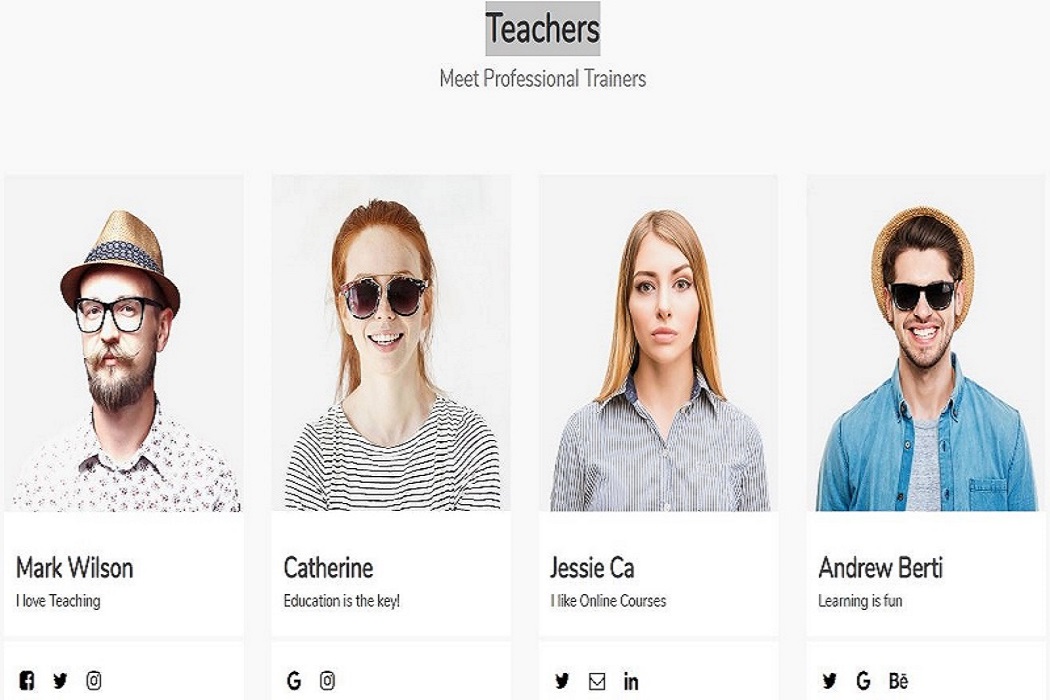 Teachers
Meet Professional Trainers
Mark Wilson
I love Teaching
Catherine
Education is the key!
Jessie Ca
I like Online Courses
Andrew Berti
Learning is fun
G
in
G Bē